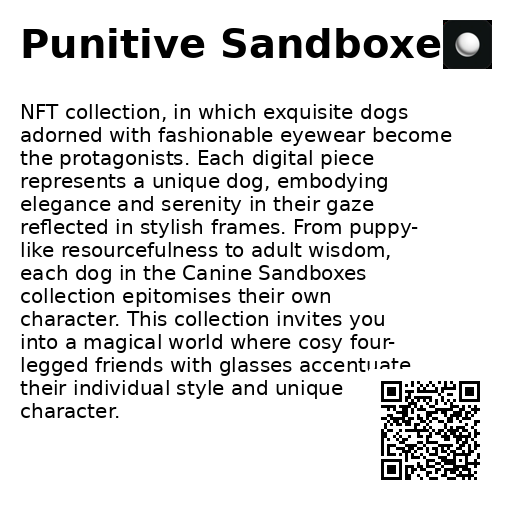 Punitive Sandboxe
NFT collection, in which exquisite dogs
adorned with fashionable eyewear become
the protagonists. Each digital piece
represents a unique dog, embodying
elegance and serenity in their gaze
reflected in stylish frames. From puppy-
like resourcefulness to adult wisdom,
each dog in the Canine Sandboxes
collection epitomises their own
character. This collection invites you
into a magical world where cosy four-
legged friends with glasses accentuate
their individual style and unique
character.